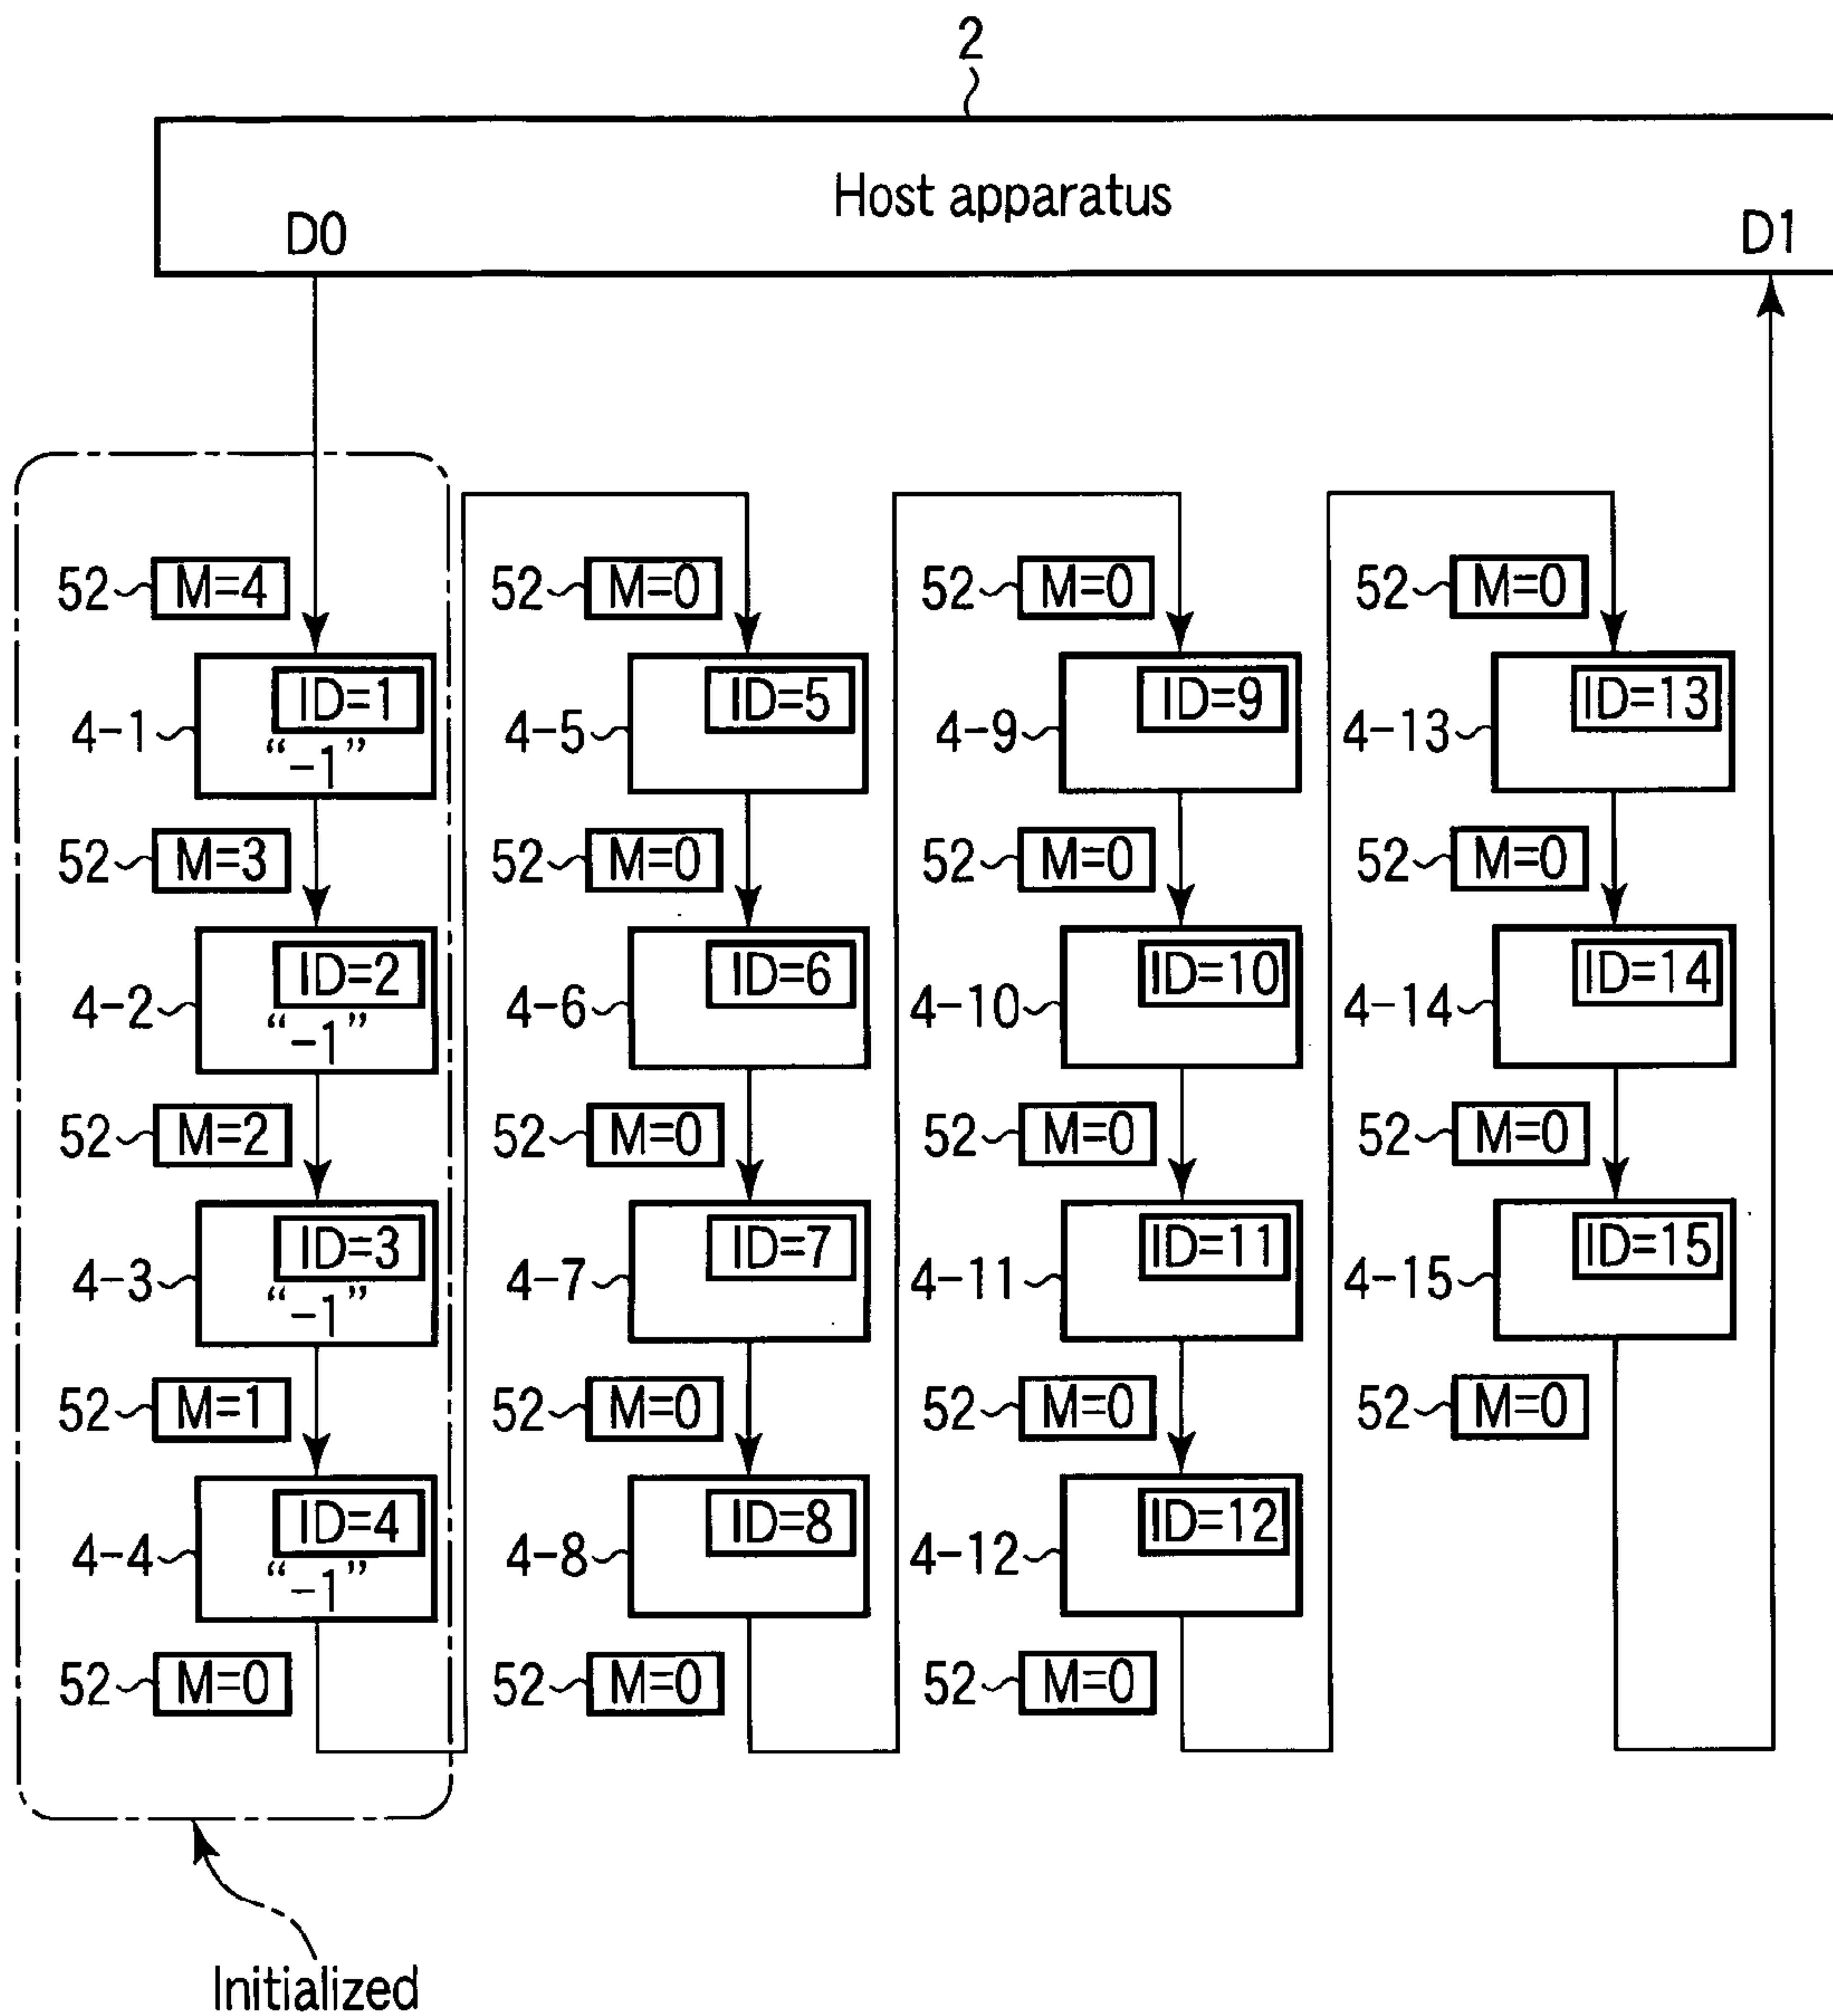 2
Host apparatus
D0
D1
52 M=4
52 M=0
52 M=0
52 M=0
4-1 ID=1 “-1”
4-5 ID=5
4-9 ID=9
4-13 ID=13
52 M=3
52 M=0
52 M=0
52 M=0
4-2 ID=2 “-1”
4-6 ID=6
4-10 ID=10
4-14 ID=14
52 M=2
52 M=0
52 M=0
52 M=0
4-3 ID=3 “-1”
4-7 ID=7
4-11 ID=11
4-15 ID=15
52 M=1
52 M=0
52 M=0
52 M=0
4-4 ID=4 “-1”
4-8 ID=8
4-12 ID=12
52 M=0
52 M=0
52 M=0
Initialized